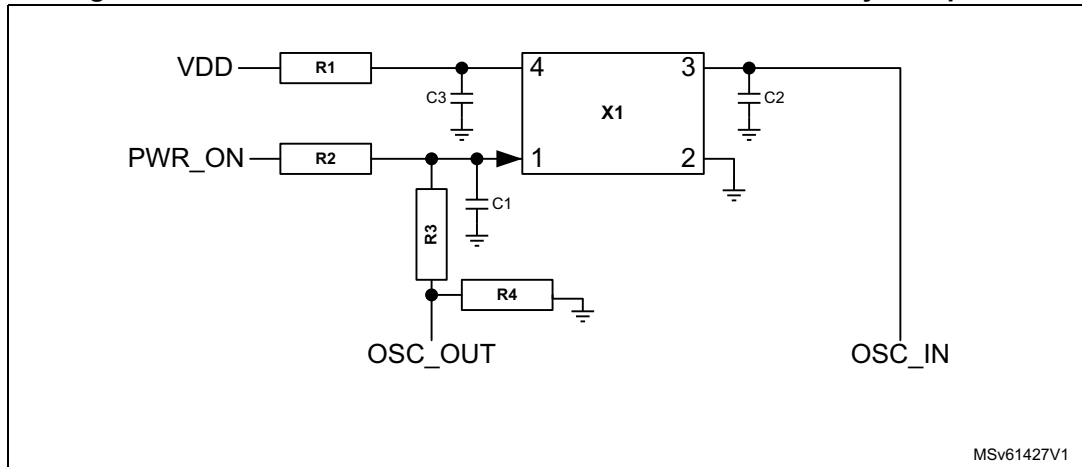 VDD
R1
C3
4
3
X1
C2
PWR_ON
R2
1
2
C1
R3
R4
OSC_OUT
OSC_IN
MSv61427V1